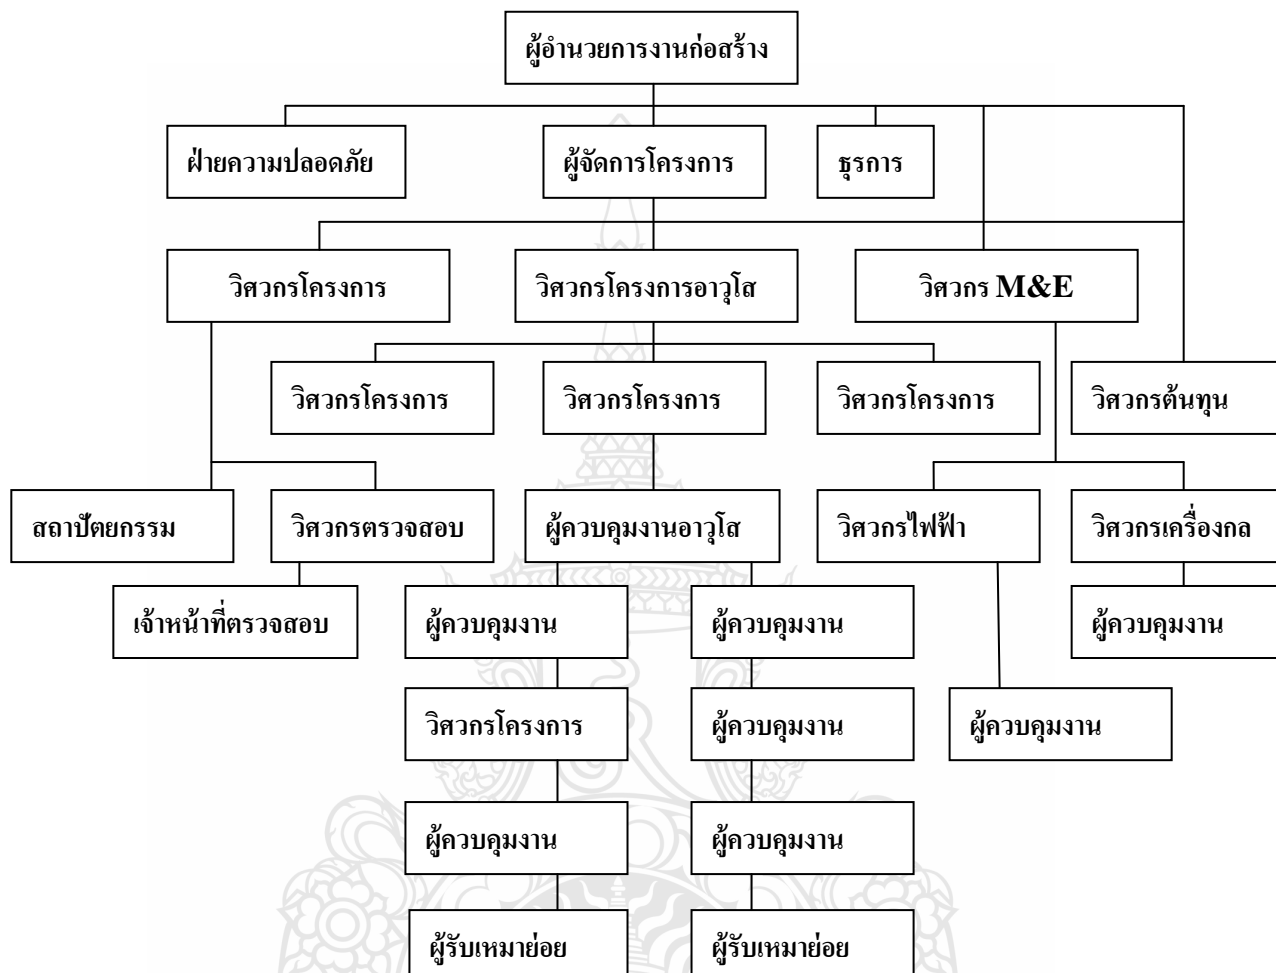 ผู้อำนวยการงานก่อสร้าง
ฝ่ายความปลอดภัย
ผู้จัดการโครงการ
ธุรการ
วิศวกรโครงการ
วิศวกรโครงการอาวุโส
วิศวกร M&E
วิศวกรโครงการ
วิศวกรโครงการ
วิศวกรโครงการ
วิศวกรต้นทุน
สถาปัตยกรรม
วิศวกรตรวจสอบ
ผู้ควบคุมงานอาวุโส
วิศวกรไฟฟ้า
วิศวกรเครื่องกล
เจ้าหน้าที่ตรวจสอบ
ผู้ควบคุมงาน
ผู้ควบคุมงาน
ผู้ควบคุมงาน
วิศวกรโครงการ
ผู้ควบคุมงาน
ผู้ควบคุมงาน
ผู้ควบคุมงาน
ผู้ควบคุมงาน
ผู้รับเหมาย่อย
ผู้รับเหมาย่อย